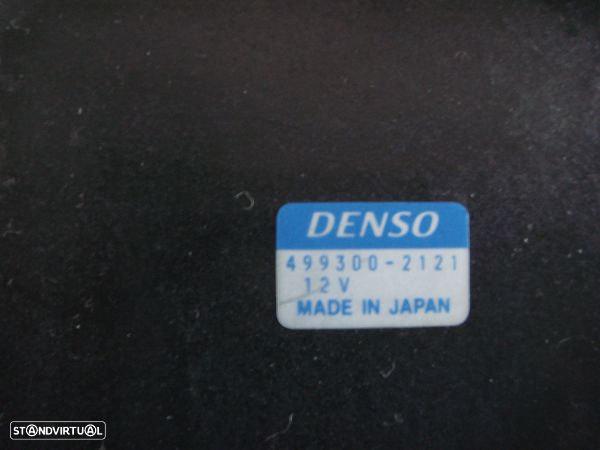 DENSO
499300-2121
12V
MADE IN JAPAN
STANDVIRTUAL